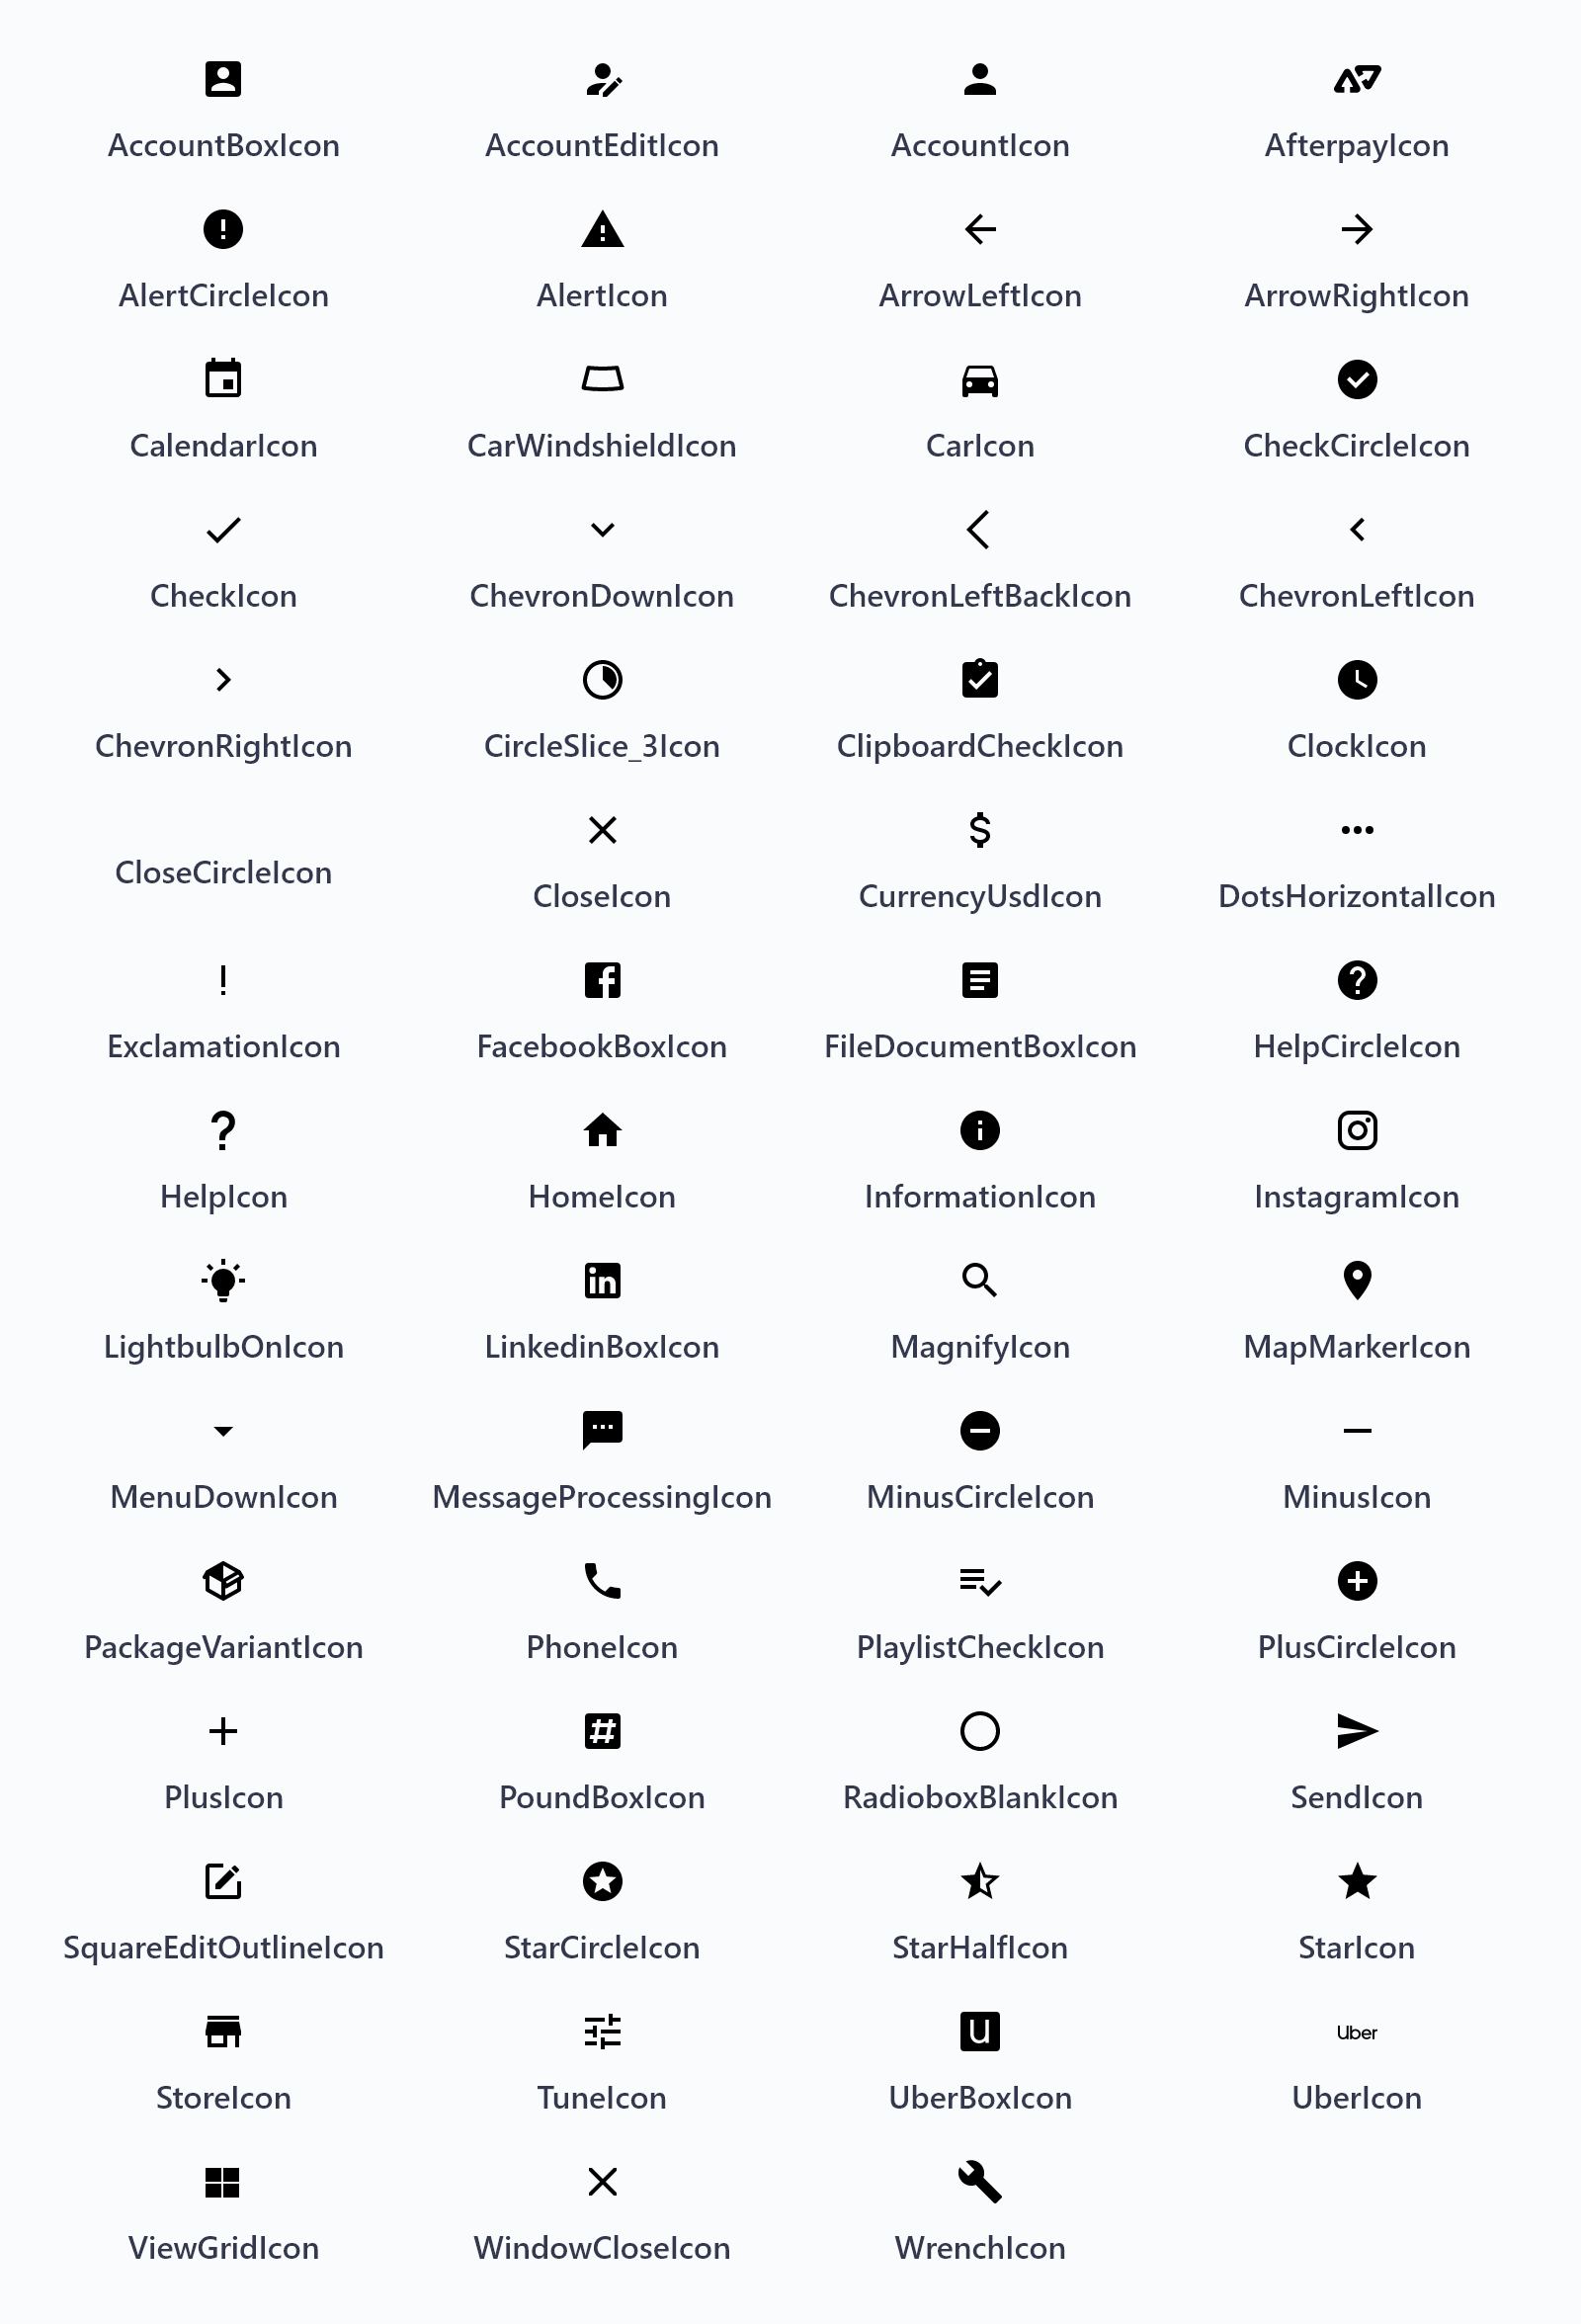 AccountBoxIcon
AccountEditIcon
AccountIcon
AfterpayIcon
AlertCircleIcon
AlertIcon
ArrowLeftIcon
ArrowRightIcon
CalendarIcon
CarWindshieldIcon
CarIcon
CheckCircleIcon
CheckIcon
ChevronDownIcon
ChevronLeftBackIcon
ChevronLeftIcon
ChevronRightIcon
CircleSlice_3Icon
ClipboardCheckIcon
ClockIcon
CloseCircleIcon
CloseIcon
CurrencyUsdIcon
DotsHorizontalIcon
ExclamationIcon
FacebookBoxIcon
FileDocumentBoxIcon
HelpCircleIcon
HelpIcon
HomeIcon
InformationIcon
InstagramIcon
LightbulbOnIcon
LinkedinBoxIcon
MagnifyIcon
MapMarkerIcon
MenuDownIcon
MessageProcessingIcon
MinusCircleIcon
MinusIcon
PackageVariantIcon
PhoneIcon
PlaylistCheckIcon
PlusCircleIcon
PlusIcon
PoundBoxIcon
RadioboxBlankIcon
SendIcon
SquareEditOutlineIcon
StarCircleIcon
StarHalfIcon
StarIcon
Uber
StoreIcon
TuneIcon
UberBoxIcon
UberIcon
ViewGridIcon
WindowCloseIcon
WrenchIcon